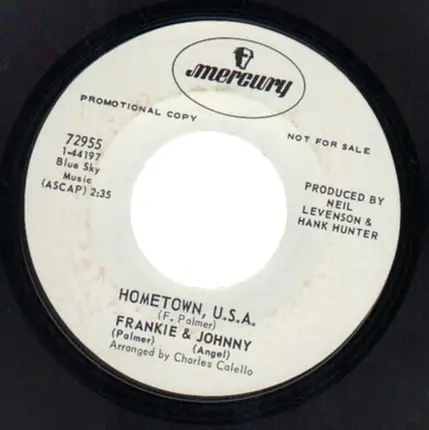 mercury
PROMOTIONAL COPY
NOT FOR SALE
72955
1-44197
Blue Sky
Music
(ASCAP) 2:35
PRODUCED BY
NEIL
LEVENSON &
HANK HUNTER
HOMETOWN, U.S.A.
(F. Palmer)
FRANKIE & JOHNNY
(Palmer) (Angel)
Arranged by Charles Calello